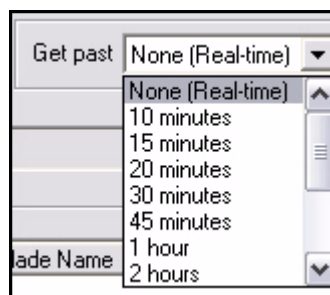 Get past None (Real-time)
None (Real-time)
10 minutes
15 minutes
20 minutes
30 minutes
45 minutes
1 hour
2 hours
Name